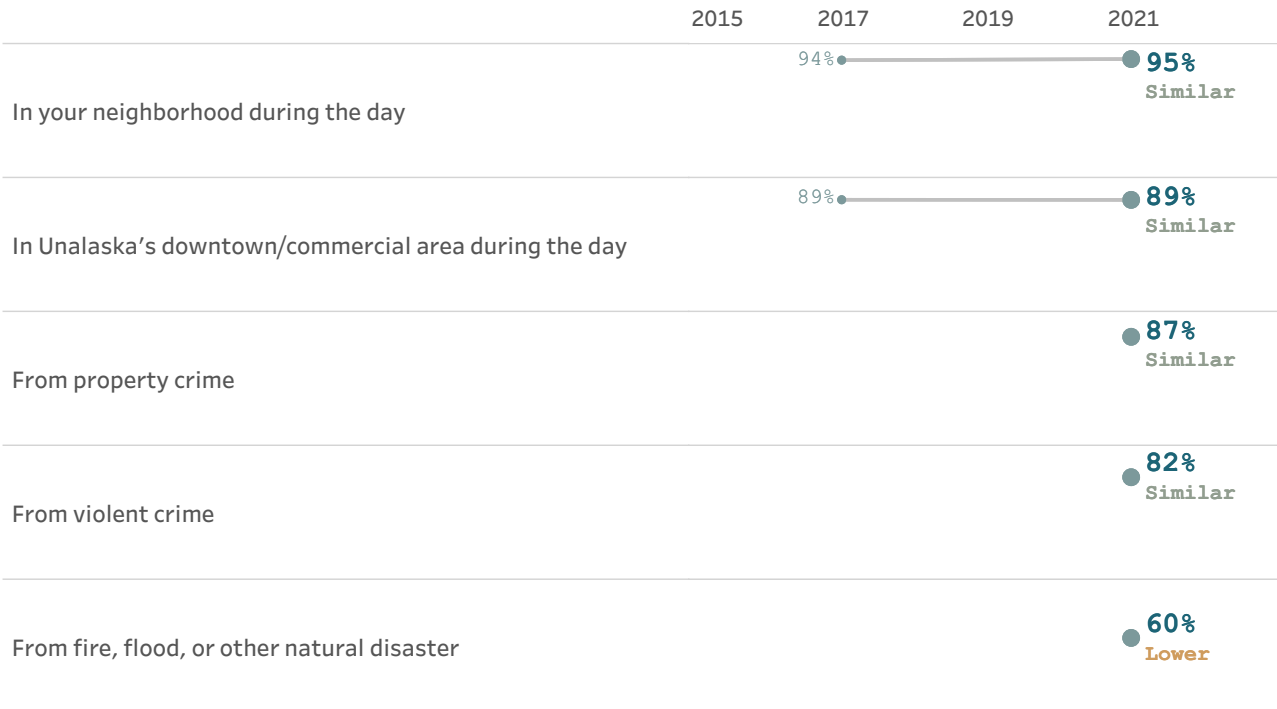 2015 2017 2019 2021
94% 95%
Similar
In your neighborhood during the day
89% 89%
Similar
In Unalaska’s downtown/commercial area during the day
87%
Similar
From property crime
82%
Similar
From violent crime
60%
From fire, flood, or other natural disaster
Lower